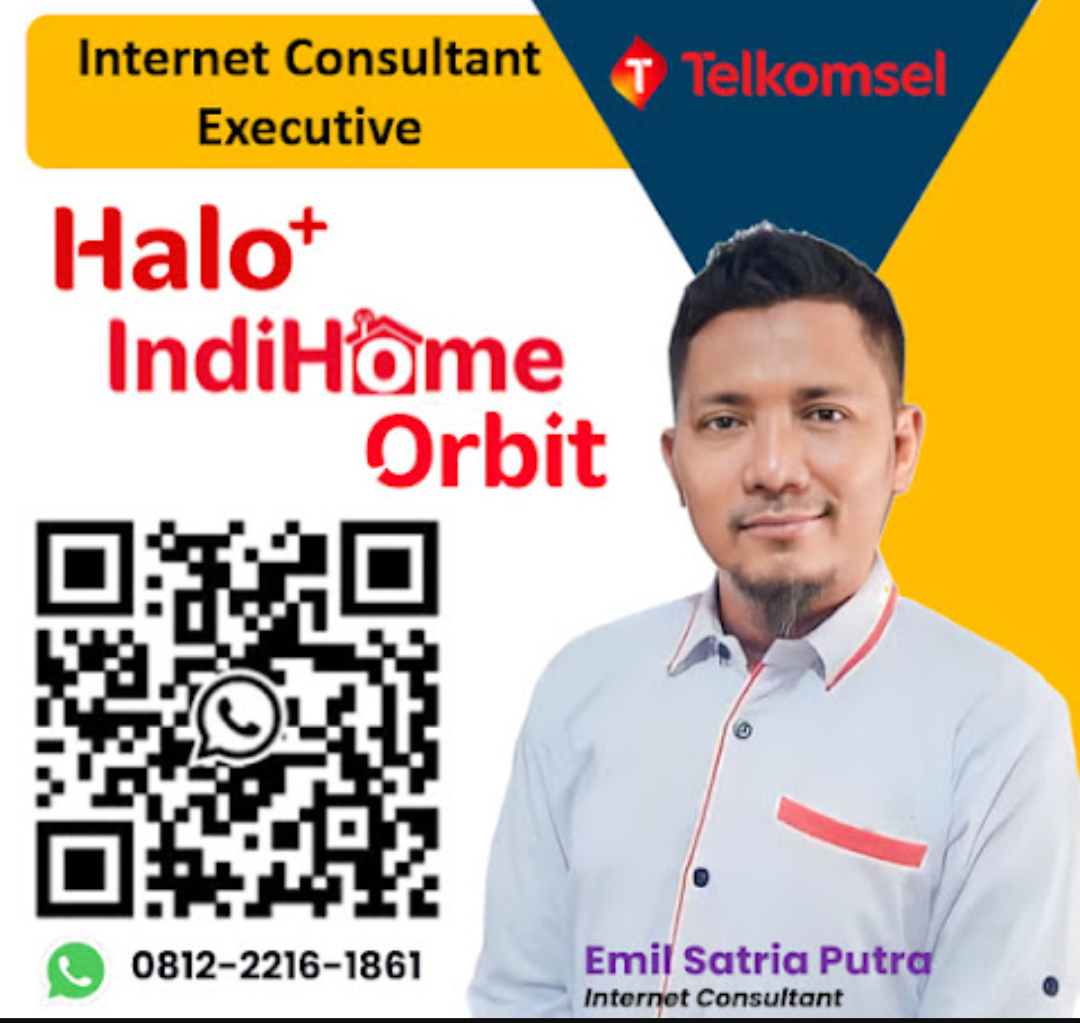 Internet Consultant
Executive
T Telkomsel
Halo+
IndiHome
Orbit
0812-2216-1861
Emil Satria Putra
Internet Consultant